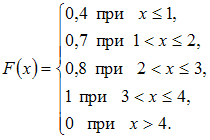 0,4 при x ≤ 1,
0,7 при 1 < x ≤ 2,
F(x) = { 0,8 при 2 < x ≤ 3,
1 при 3 < x ≤ 4,
0 при x > 4.